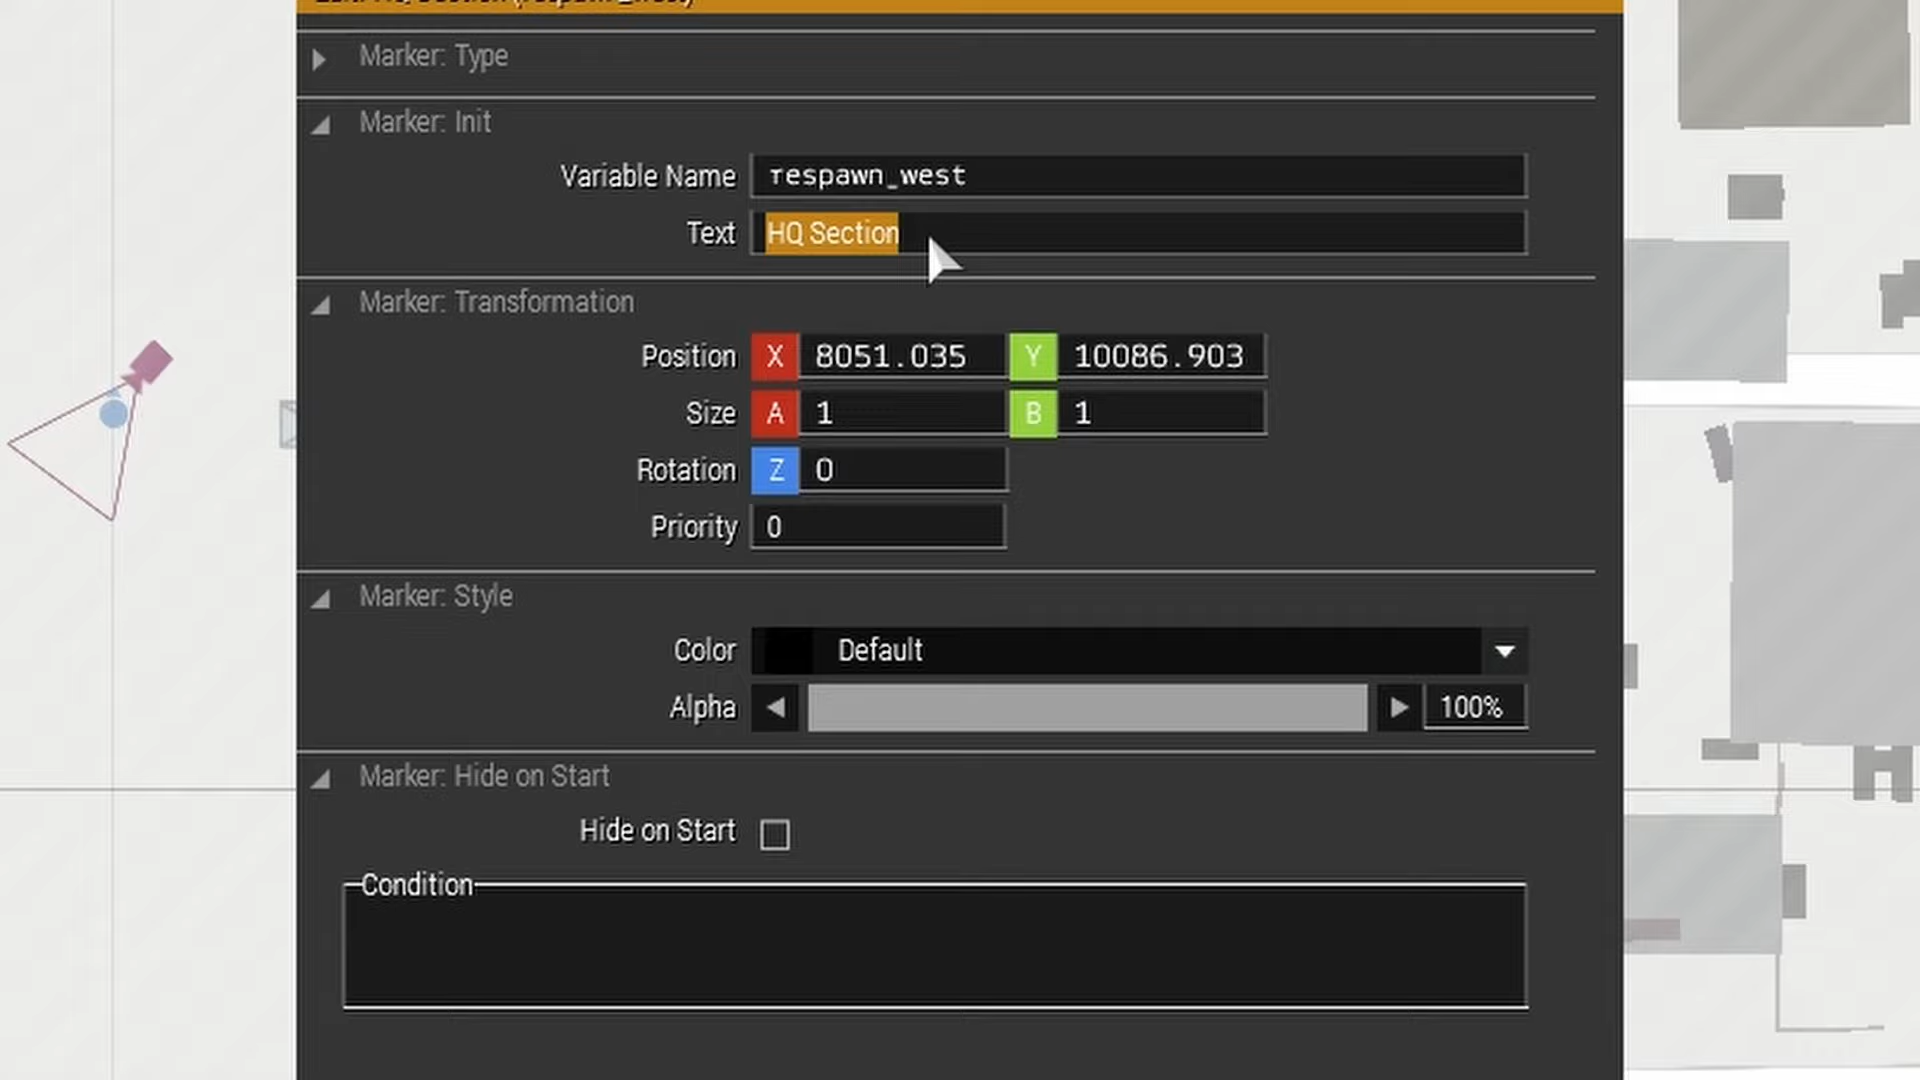 Marker: Type
Marker: Init
Variable Name respawn_west
Text HQ Section
Marker: Transformation
Position X 8051.035 Y 10086.903
Size A 1 B 1
Rotation Z 0
Priority 0
Marker: Style
Color Default
Alpha 100%
Marker: Hide on Start
Hide on Start
Condition